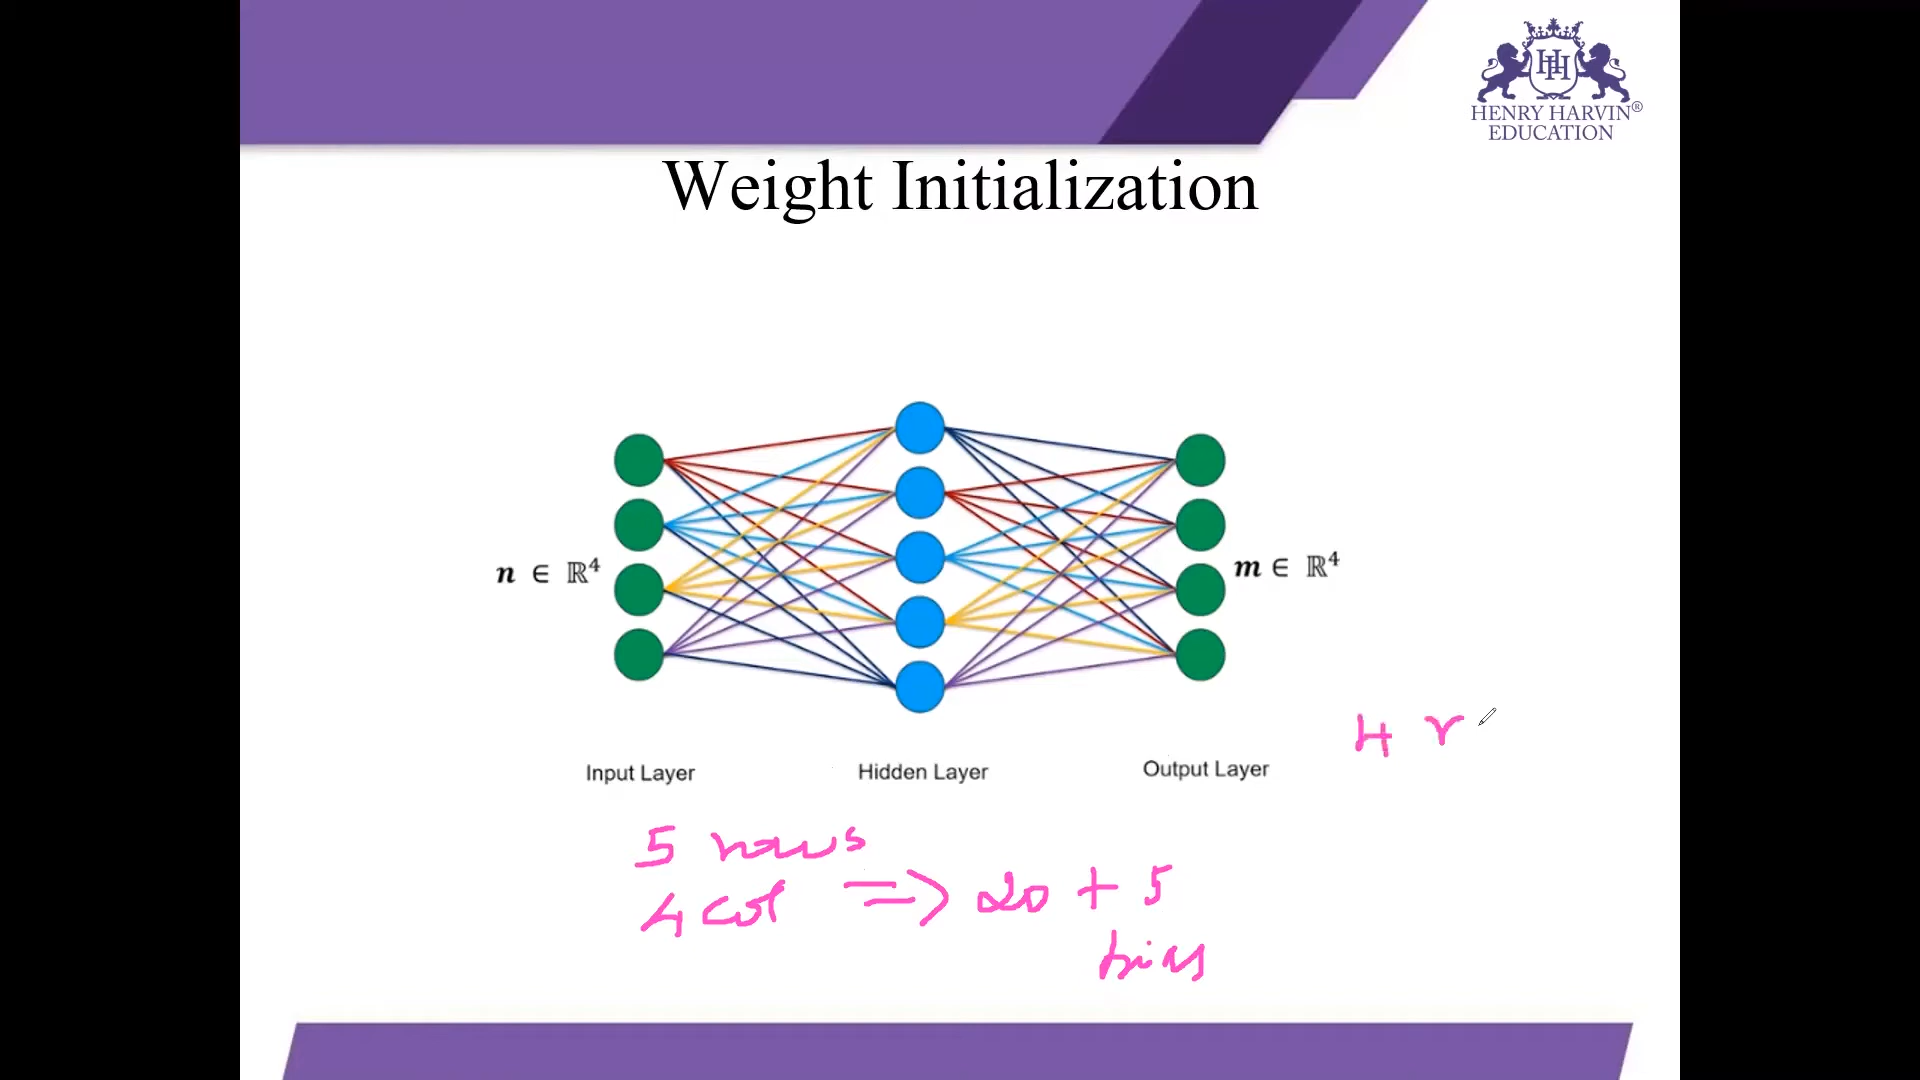 HENRY HARVIN®
EDUCATION
Weight Initialization
n ∈ ℝ⁴
m ∈ ℝ⁴
Input Layer
Hidden Layer
Output Layer
4 r
5 rows
4 col => 20 + 5
bias